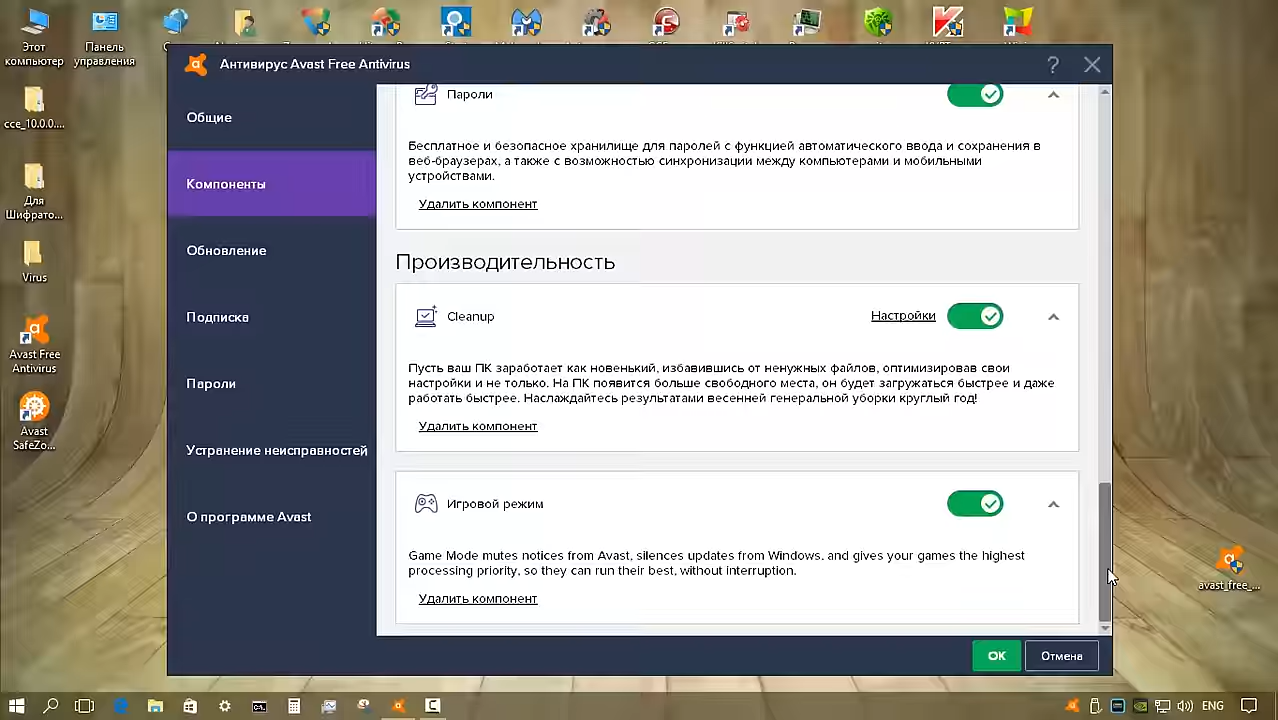 Этот
компьютер
Панель
управления
cce_10.0.0....
Для
Шифрато...
Virus
Avast Free
Antivirus
Avast
SafeZo...
Антивирус Avast Free Antivirus
?
Общие
Компоненты
Обновление
Подписка
Пароли
Устранение неисправностей
О программе Avast
Пароли
Бесплатное и безопасное хранилище для паролей с функцией автоматического ввода и сохранения в
веб-браузерах, а также с возможностью синхронизации между компьютерами и мобильными
устройствами.
Удалить компонент
Производительность
Cleanup
Настройки
Пусть ваш ПК заработает как новенький, избавившись от ненужных файлов, оптимизировав свои
настройки и не только. На ПК появится больше свободного места, он будет загружаться быстрее и даже
работать быстрее. Наслаждайтесь результатами весенней генеральной уборки круглый год!
Удалить компонент
Игровой режим
Game Mode mutes notices from Avast, silences updates from Windows, and gives your games the highest
processing priority, so they can run their best, without interruption.
Удалить компонент
OK
Отмена
avast_free_...
ENG